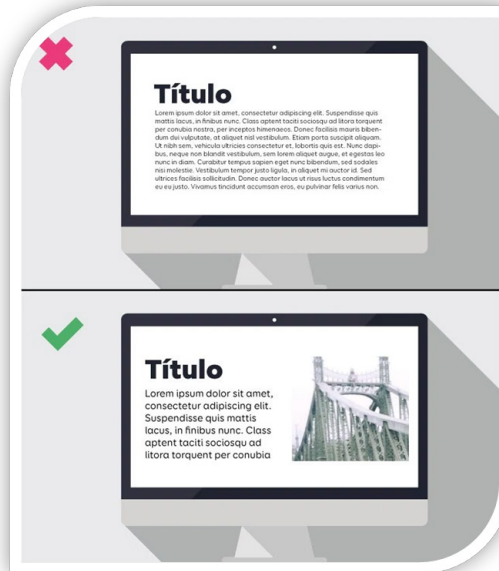 Título
Lorem ipsum dolor sit amet, consectetur adipiscing elit. Suspendisse quis
mattis lacus, in finibus nunc. Class aptent taciti sociosqu ad litora torquent
per conubia nostra, per inceptos himenaeos. Donec facilisis mauris biben-
dum dui vulputate, at aliquet nisl vestibulum. Etiam porta suscipit aliquam.
Ut nibh sem, vehicula ultricies consectetur et, lobortis quis est. Nunc dapi-
bus, neque non blandit vestibulum, sem lorem aliquet augue, et egestas leo
nunc in diam. Curabitur tempus sapien eget nunc bibendum, sed sodales
nisi molestie. Vestibulum tempor justo ligula, in aliquet mi auctor id. Sed
ultrices facilisis sollicitudin. Donec auctor lacus ut risus luctus condimentum
eu eu justo. Vivamus tincidunt accumsan eros, eu pulvinar felis varius non.
Título
Lorem ipsum dolor sit amet,
consectetur adipiscing elit.
Suspendisse quis mattis
lacus, in finibus nunc. Class
aptent taciti sociosqu ad
litora torquent per conubia